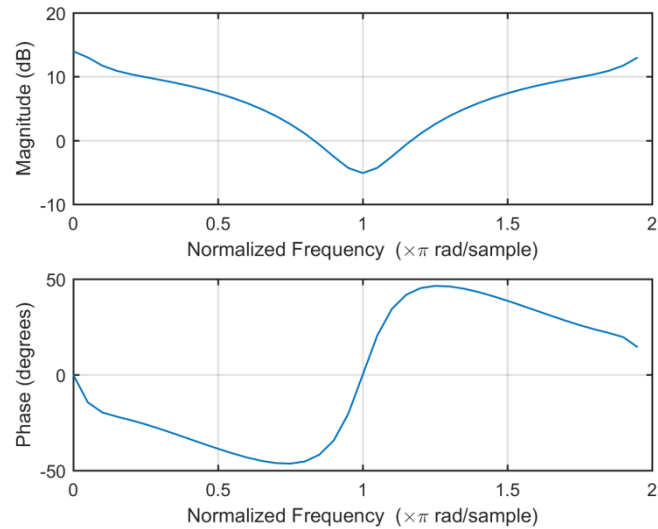 20
10
0
-10
Magnitude (dB)
0 0.5 1 1.5 2
Normalized Frequency (×π rad/sample)
50
0
-50
Phase (degrees)
0 0.5 1 1.5 2
Normalized Frequency (×π rad/sample)